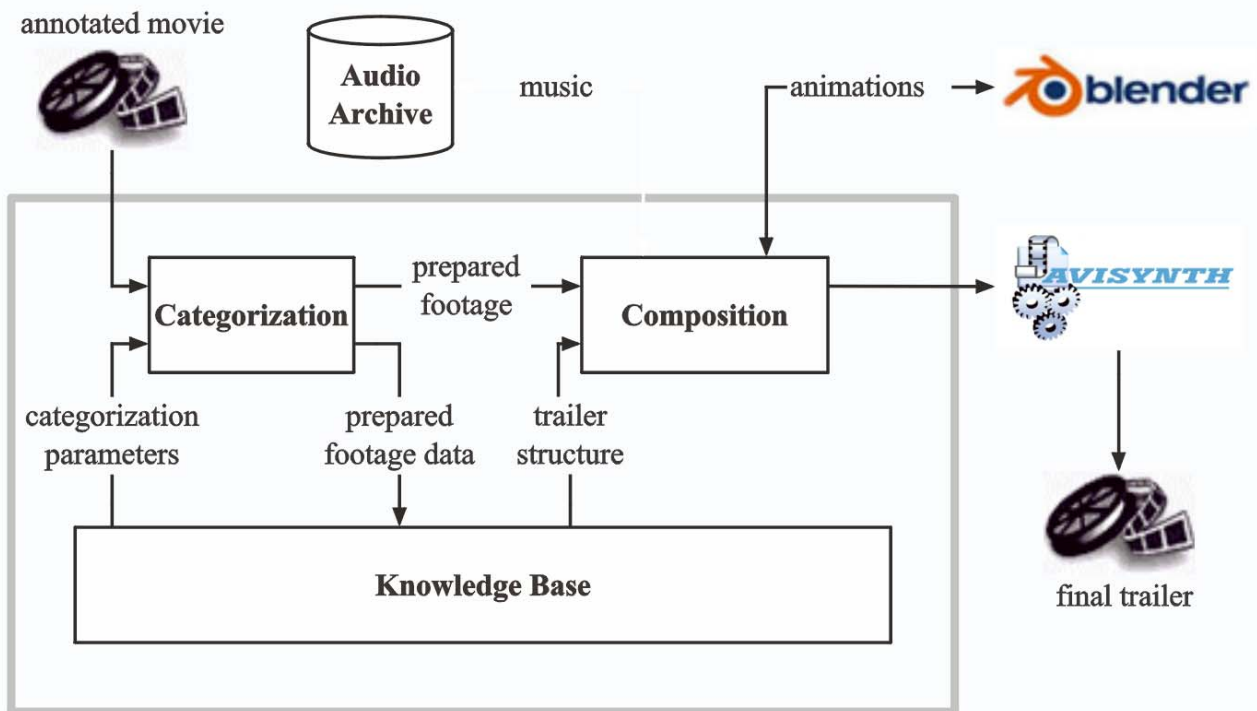 annotated movie
Audio
Archive
music
animations
blender
Categorization
prepared
footage
Composition
AVISYNTH
categorization
parameters
prepared
footage data
trailer
structure
Knowledge Base
final trailer